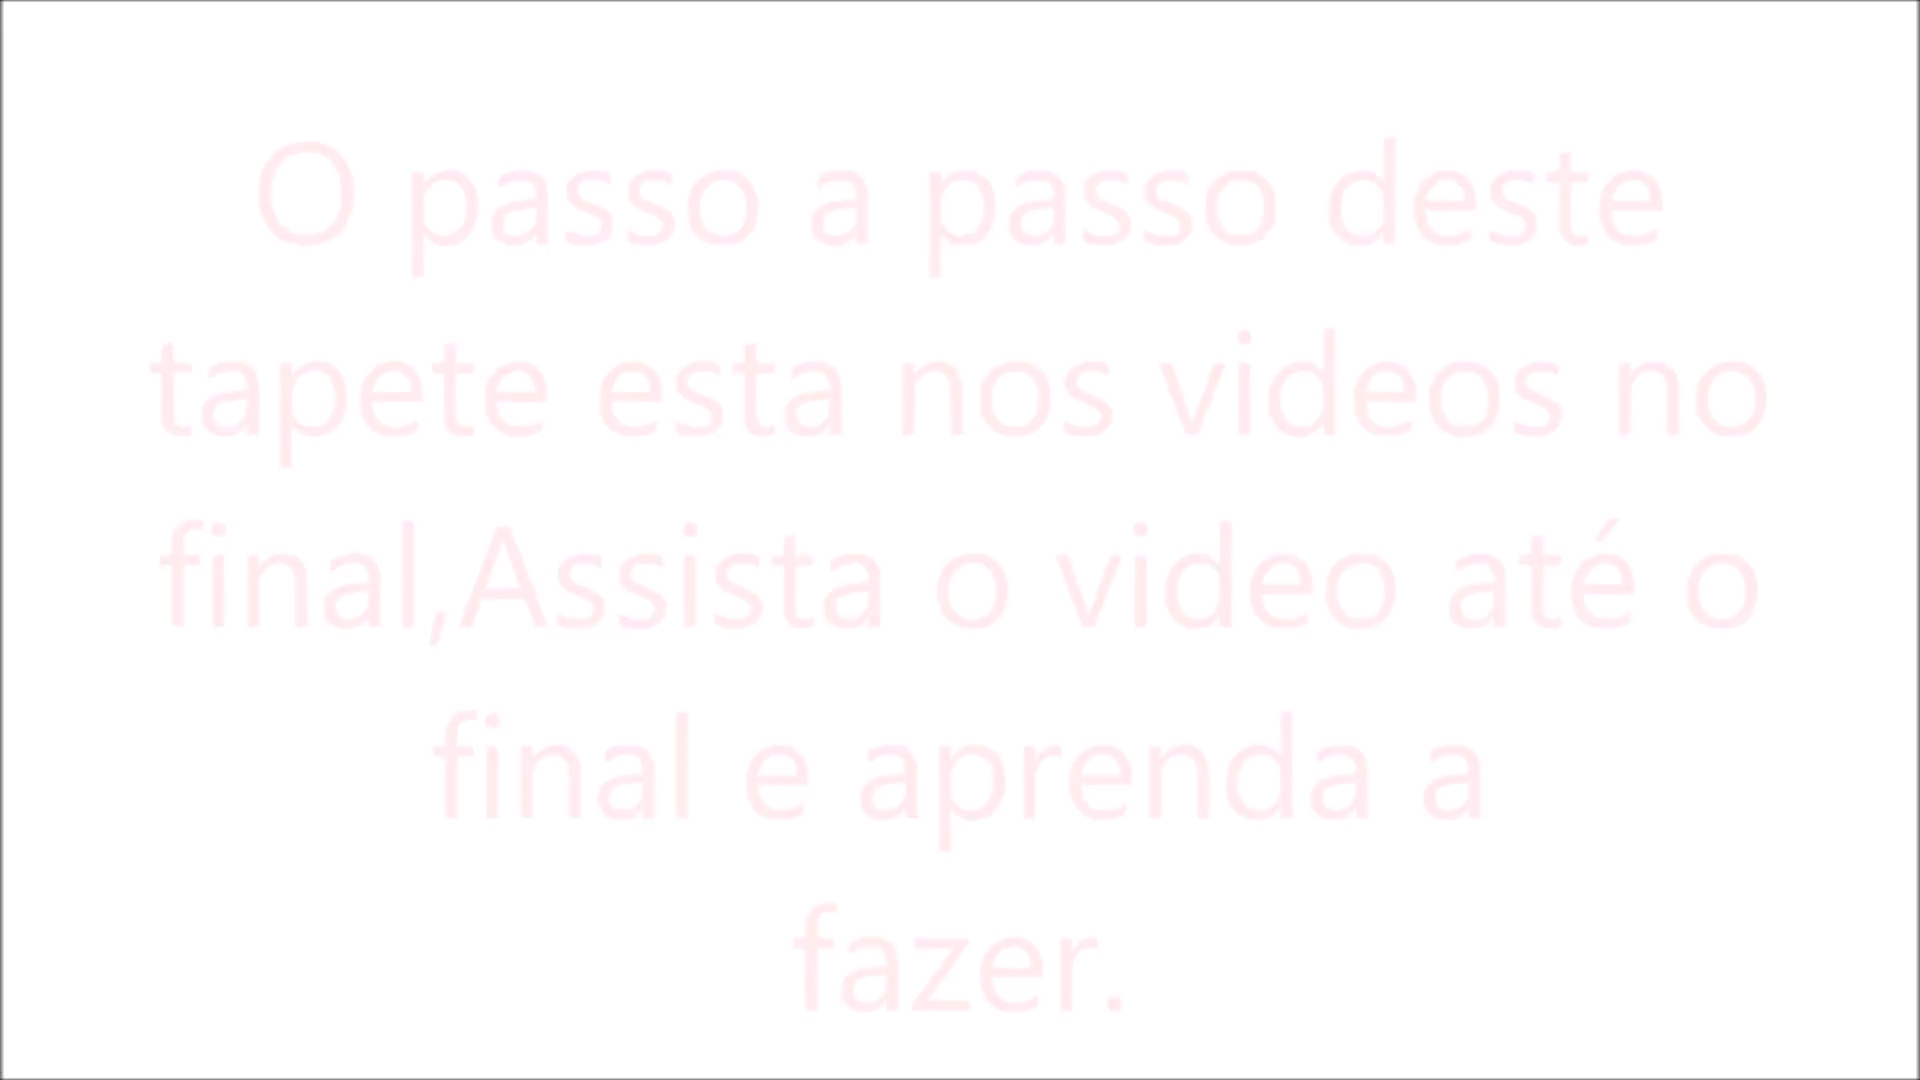 O passo a passo deste
tapete esta nos videos no
final,Assista o video até o
final e aprenda a
fazer.